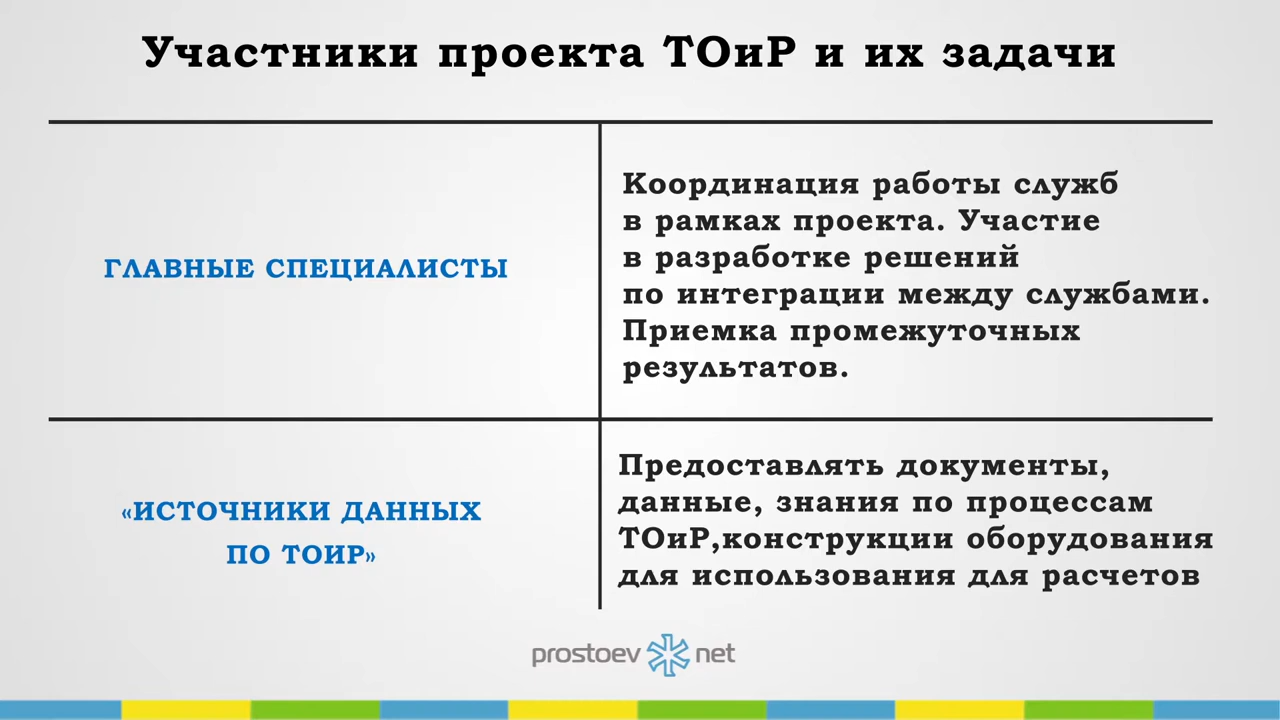 Участники проекта ТОиР и их задачи
ГЛАВНЫЕ СПЕЦИАЛИСТЫ
Координация работы служб
в рамках проекта. Участие
в разработке решений
по интеграции между службами.
Приемка промежуточных
результатов.
«ИСТОЧНИКИ ДАННЫХ
ПО ТОИР»
Предоставлять документы,
данные, знания по процессам
ТОиР,конструкции оборудования
для использования для расчетов
prostoev net